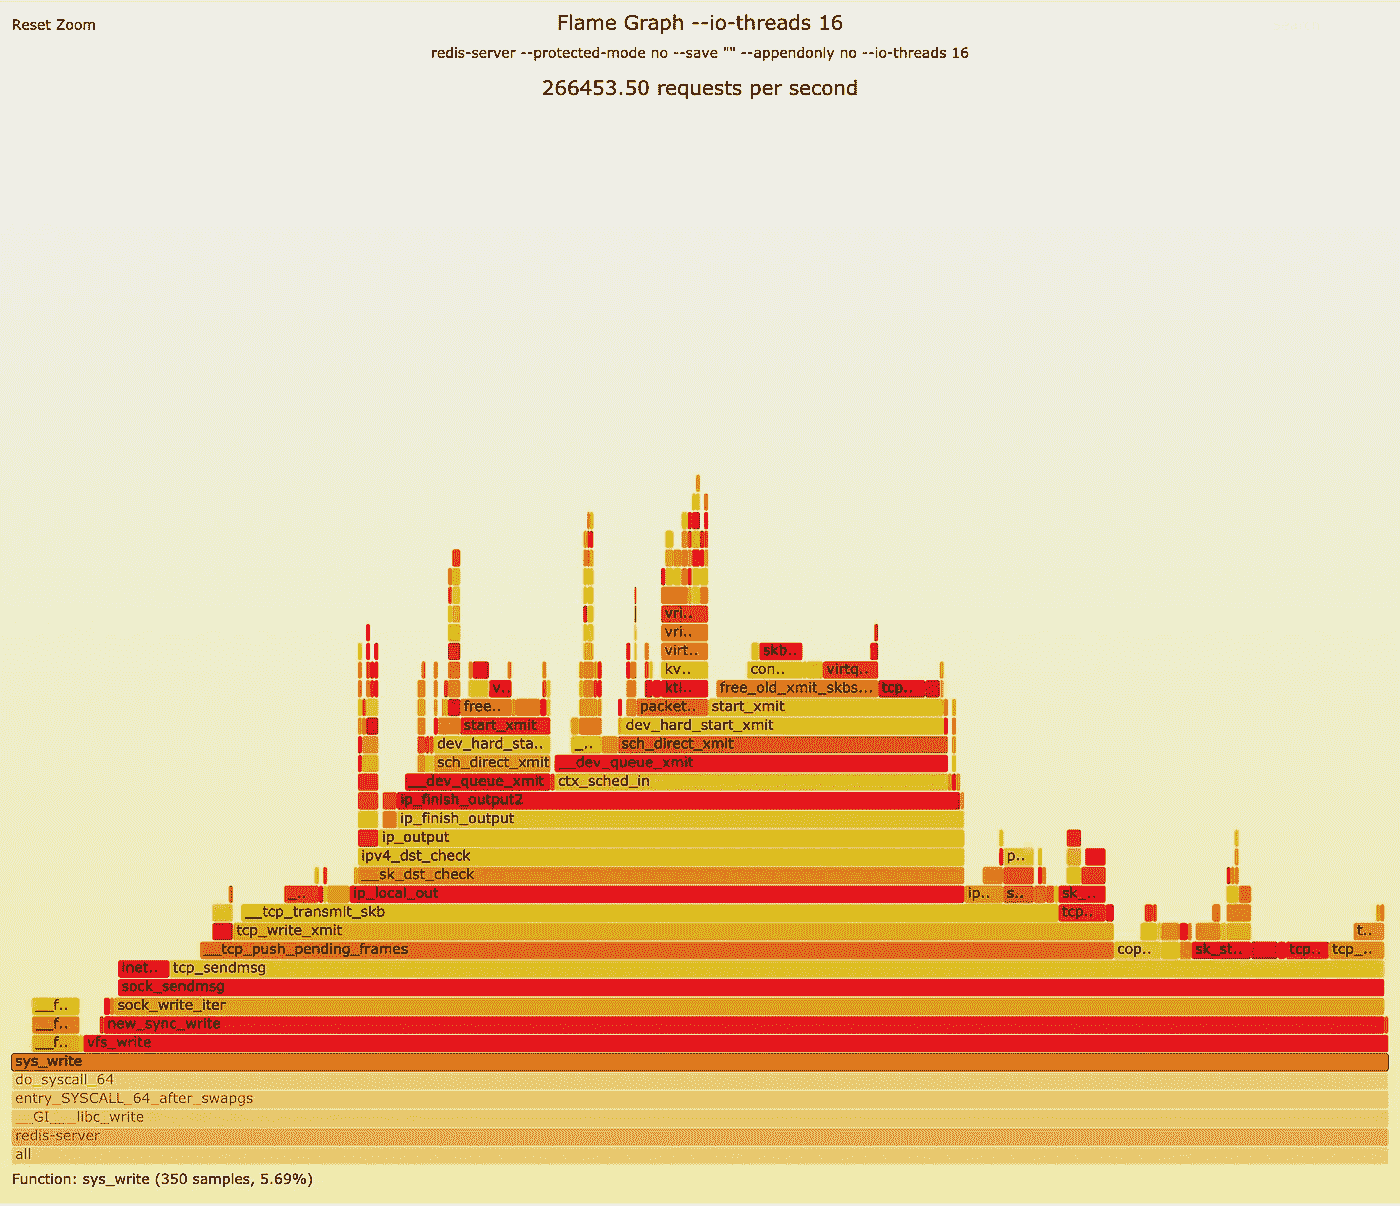 Flame Graph --io-threads 16
Reset Zoom
redis-server --protected-mode no --save "" --appendonly no --io-threads 16
266453.50 requests per second
vri..
vri..
virt.. skb..
kv.. con.. virtq..
v.. ktl.. free_old_xmit_skbs... tcp..
free.. packet.. start_xmit
start_xmit dev_hard_start_xmit
dev_hard_sta.. _.. sch_direct_xmit
sch_direct_xmit __dev_queue_xmit
__dev_queue_xmit ctx_sched_in
ip_finish_output2
ip_finish_output
ip_output
ipv4_dst_check p..
__sk_dst_check
_.. ip_local_out ip.. s.. sk_..
__tcp_transmit_skb tcp..
tcp_write_xmit t..
__tcp_push_pending_frames cop.. sk_st.. tcp.. tcp_..
inet.. tcp_sendmsg
sock_sendmsg
__f.. sock_write_iter
__f.. new_sync_write
__f.. vfs_write
sys_write
do_syscall_64
entry_SYSCALL_64_after_swapgs
__GI___libc_write
redis-server
all
Function: sys_write (350 samples, 5.69%)